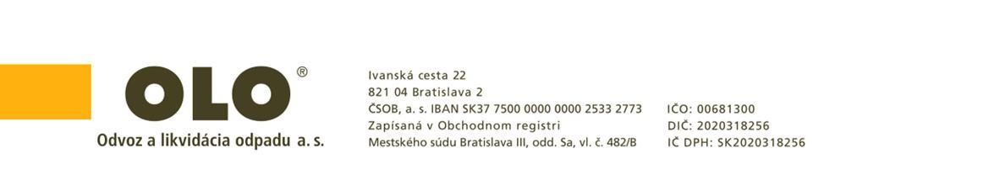 OLO®
Odvoz a likvidácia odpadu a. s.
Ivanská cesta 22
821 04 Bratislava 2
ČSOB, a. s. IBAN SK37 7500 0000 0000 2533 2773
Zapísaná v Obchodnom registri
Mestského súdu Bratislava III, odd. Sa, vl. č. 482/B
IČO: 00681300
DIČ: 2020318256
IČ DPH: SK2020318256